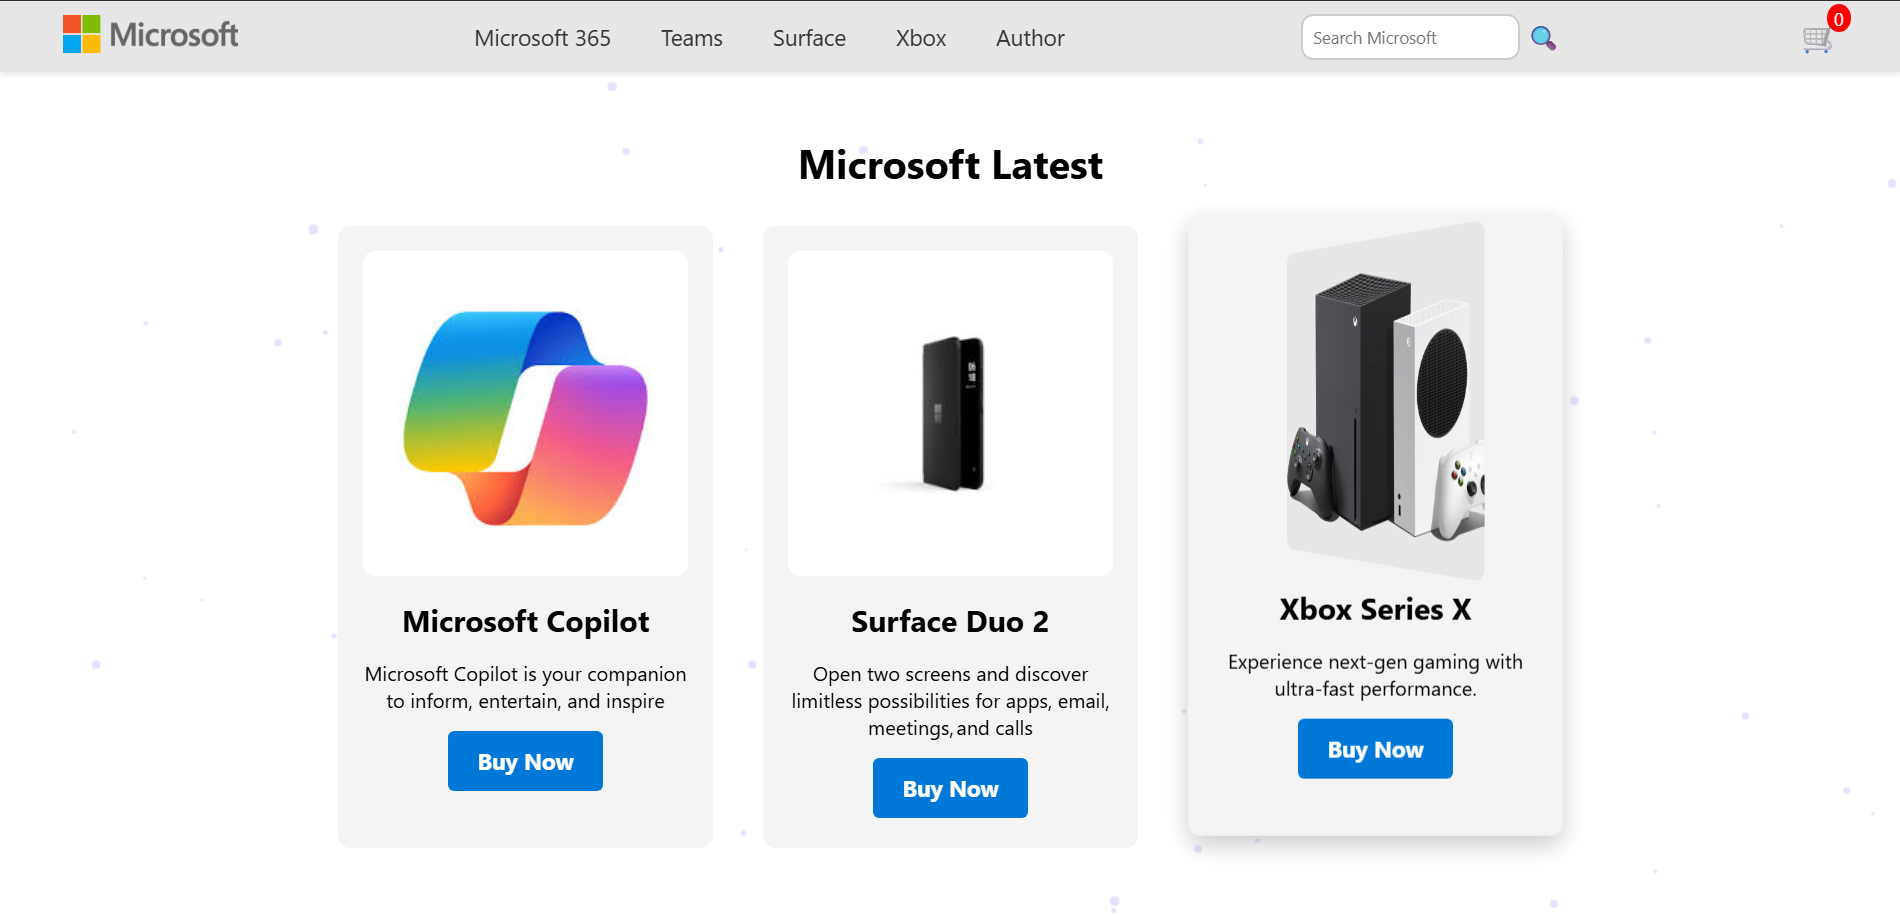 Microsoft
Microsoft 365 Teams Surface Xbox Author
Search Microsoft
0
Microsoft Latest
Microsoft Copilot
Microsoft Copilot is your companion
to inform, entertain, and inspire
Buy Now
06
18
Surface Duo 2
Open two screens and discover
limitless possibilities for apps, email,
meetings, and calls
Buy Now
Xbox Series X
Experience next-gen gaming with
ultra-fast performance.
Buy Now